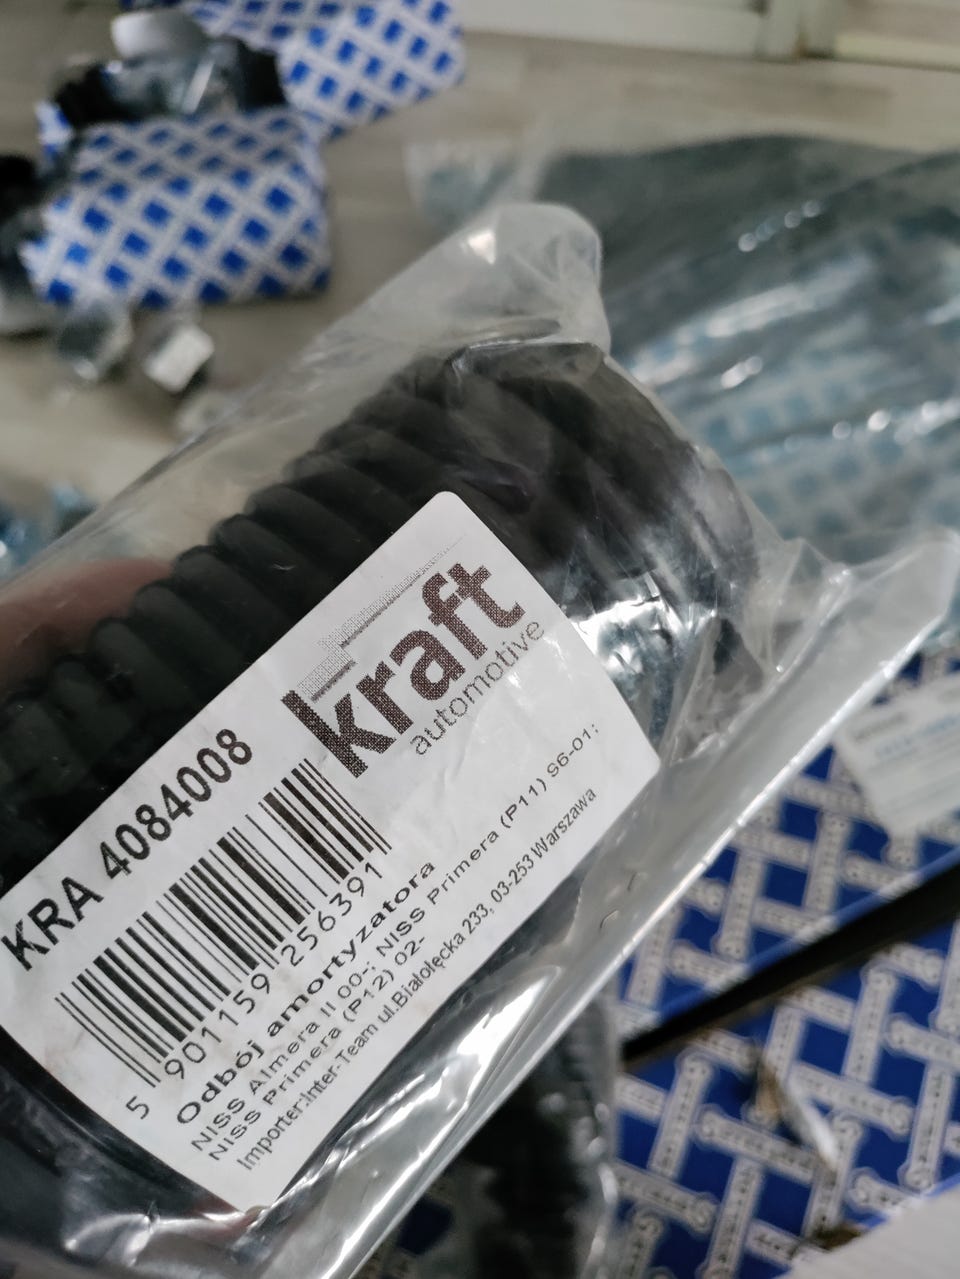 kraft
automotive
KRA 4084008
5 901159 256391
Odbój amortyzatora
NISS Almera II 00-; NISS Primera (P11) 96-01;
NISS Primera (P12) 02-
Importer:Inter-Team ul.Białołęcka 233, 03-253 Warszawa